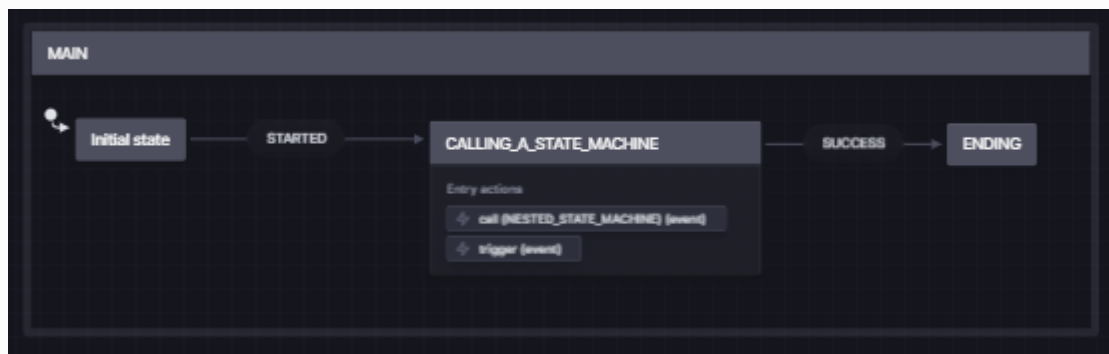 MAIN
Initial state
STARTED
CALLING_A_STATE_MACHINE
SUCCESS
ENDING
Entry actions
call (NESTED_STATE_MACHINE) (event)
trigger (event)